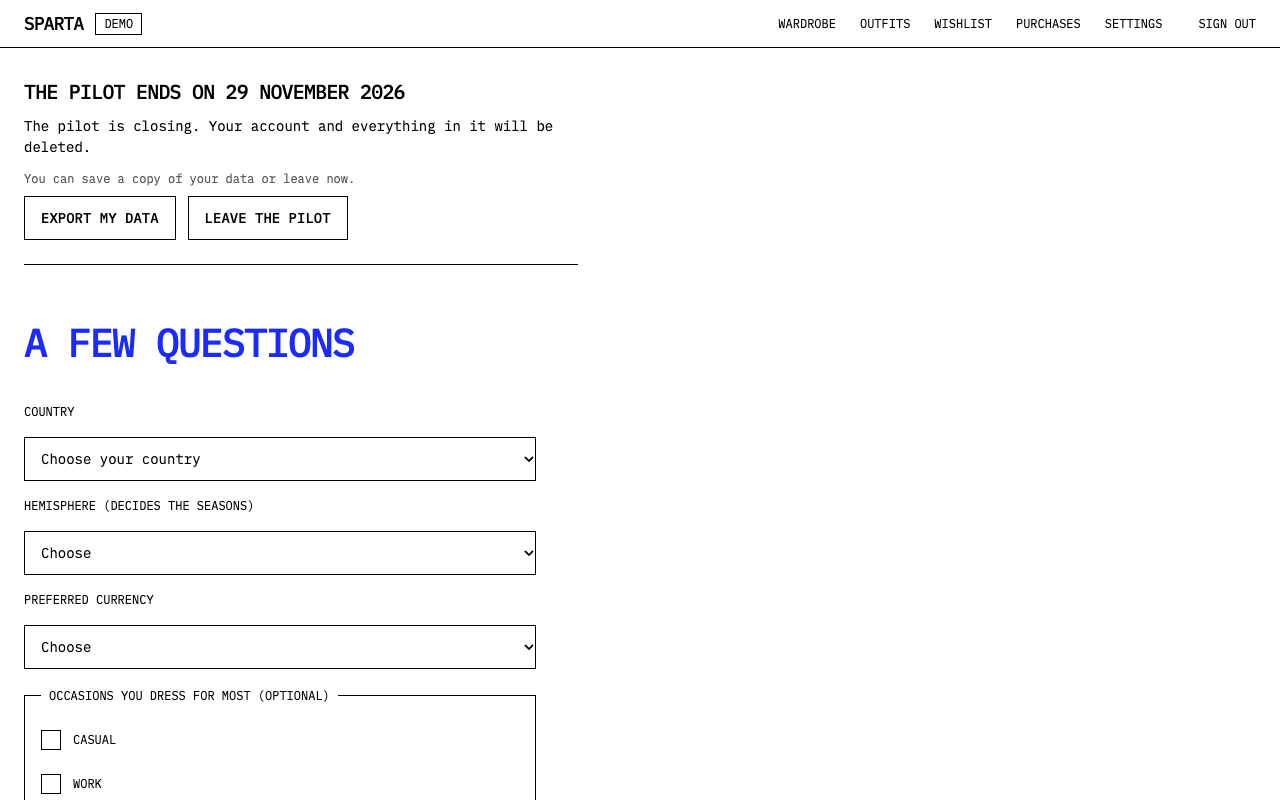 SPARTA DEMO WARDROBE OUTFITS WISHLIST PURCHASES SETTINGS SIGN OUT
THE PILOT ENDS ON 29 NOVEMBER 2026
The pilot is closing. Your account and everything in it will be
deleted.
You can save a copy of your data or leave now.
EXPORT MY DATA LEAVE THE PILOT
A FEW QUESTIONS
COUNTRY
Choose your country
HEMISPHERE (DECIDES THE SEASONS)
Choose
PREFERRED CURRENCY
Choose
OCCASIONS YOU DRESS FOR MOST (OPTIONAL)
CASUAL
WORK